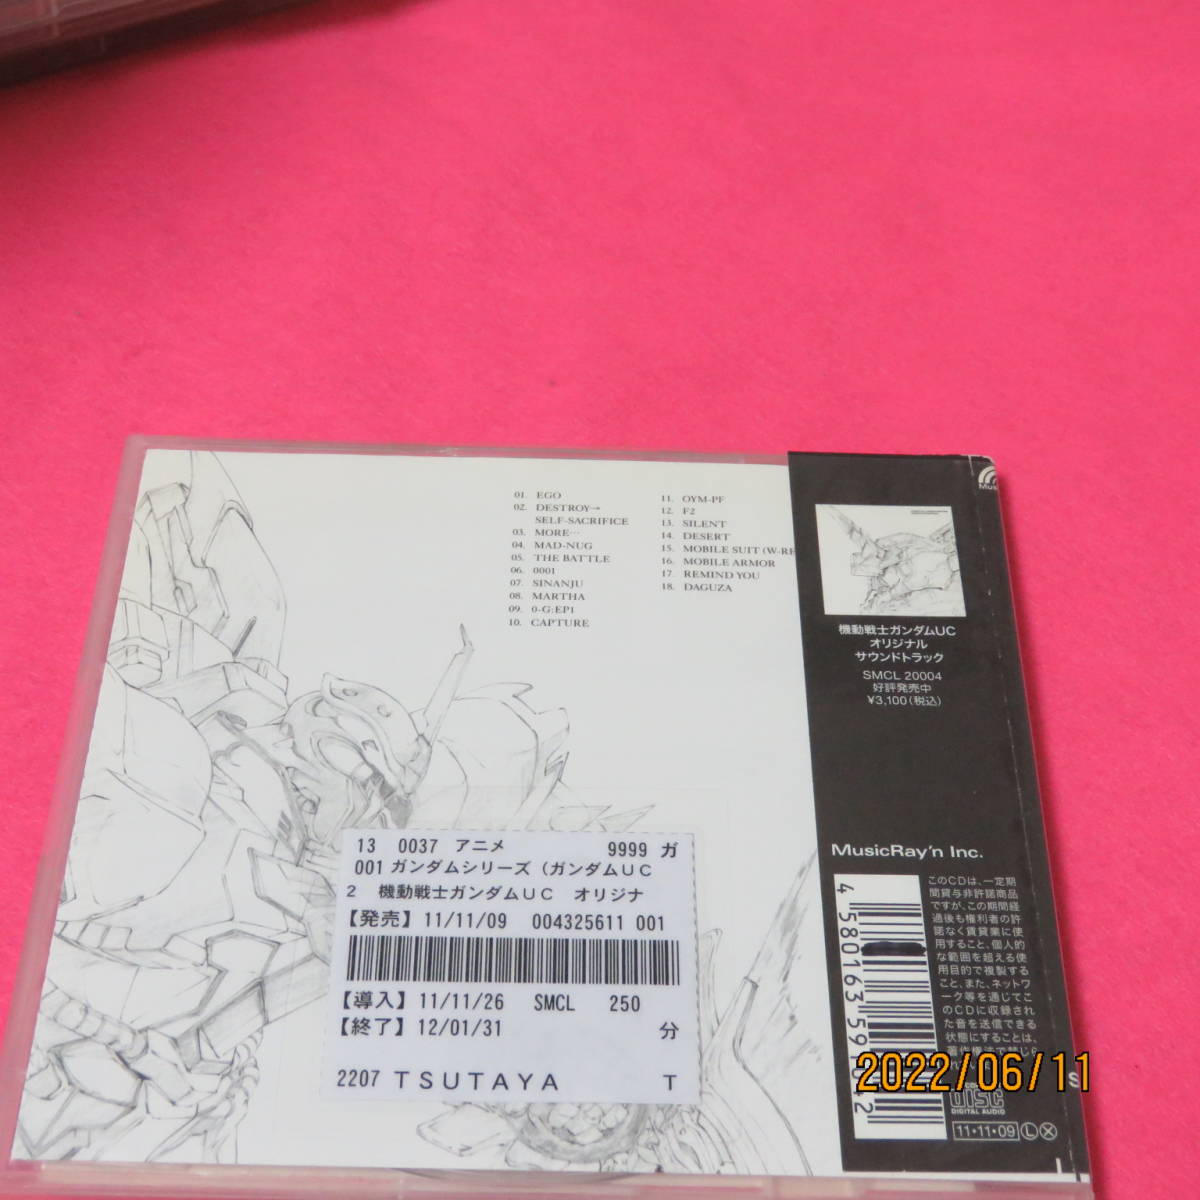 01. EGO
02. DESTROY→
SELF-SACRIFICE
03. MORE…
04. MAD-NUG
05. THE BATTLE
06. 0001
07. SINANJU
08. MARTHA
09. 0-G:EP1
10. CAPTURE
11. OYM-PF
12. F2
13. SILENT
14. DESERT
15. MOBILE SUIT (W-RE
16. MOBILE ARMOR
17. REMIND YOU
18. DAGUZA
機動戦士ガンダムUC
オリジナル
サウンドトラック
SMCL 20004
好評発売中
¥3,100(税込)
MusicRay'n Inc.
このCDは、一定期
間貸与非許諾商品
ですが、この期間経
過後も権利者の許
諾なく賃貸業に使
用すること、個人的
な範囲を超える使
用目的で複製する
こと、また、ネットワ
ーク等を通じてこ
のCDに収録され
た音を送信できる
状態にすることは、
著作権法で禁じら
DISC
DIGITAL AUDIO
11・11・09 L X
13 0037 アニメ 9999 ガ
001 ガンダムシリーズ (ガンダムUC
2 機動戦士ガンダムUC オリジナ
【発売】11/11/09 004325611 001
【導入】11/11/26 SMCL 250
【終了】12/01/31 分
2207 TSUTAYA T
2022/06/11